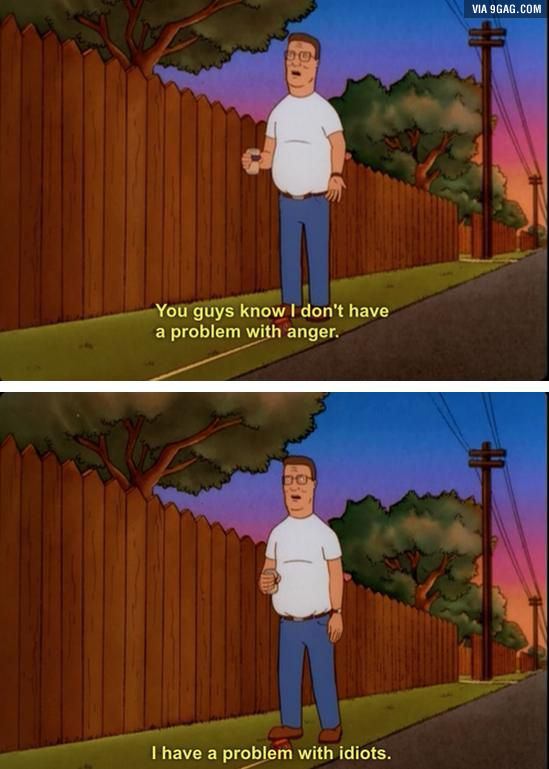 VIA 9GAG.COM
You guys know I don't have
a problem with anger.
I have a problem with idiots.